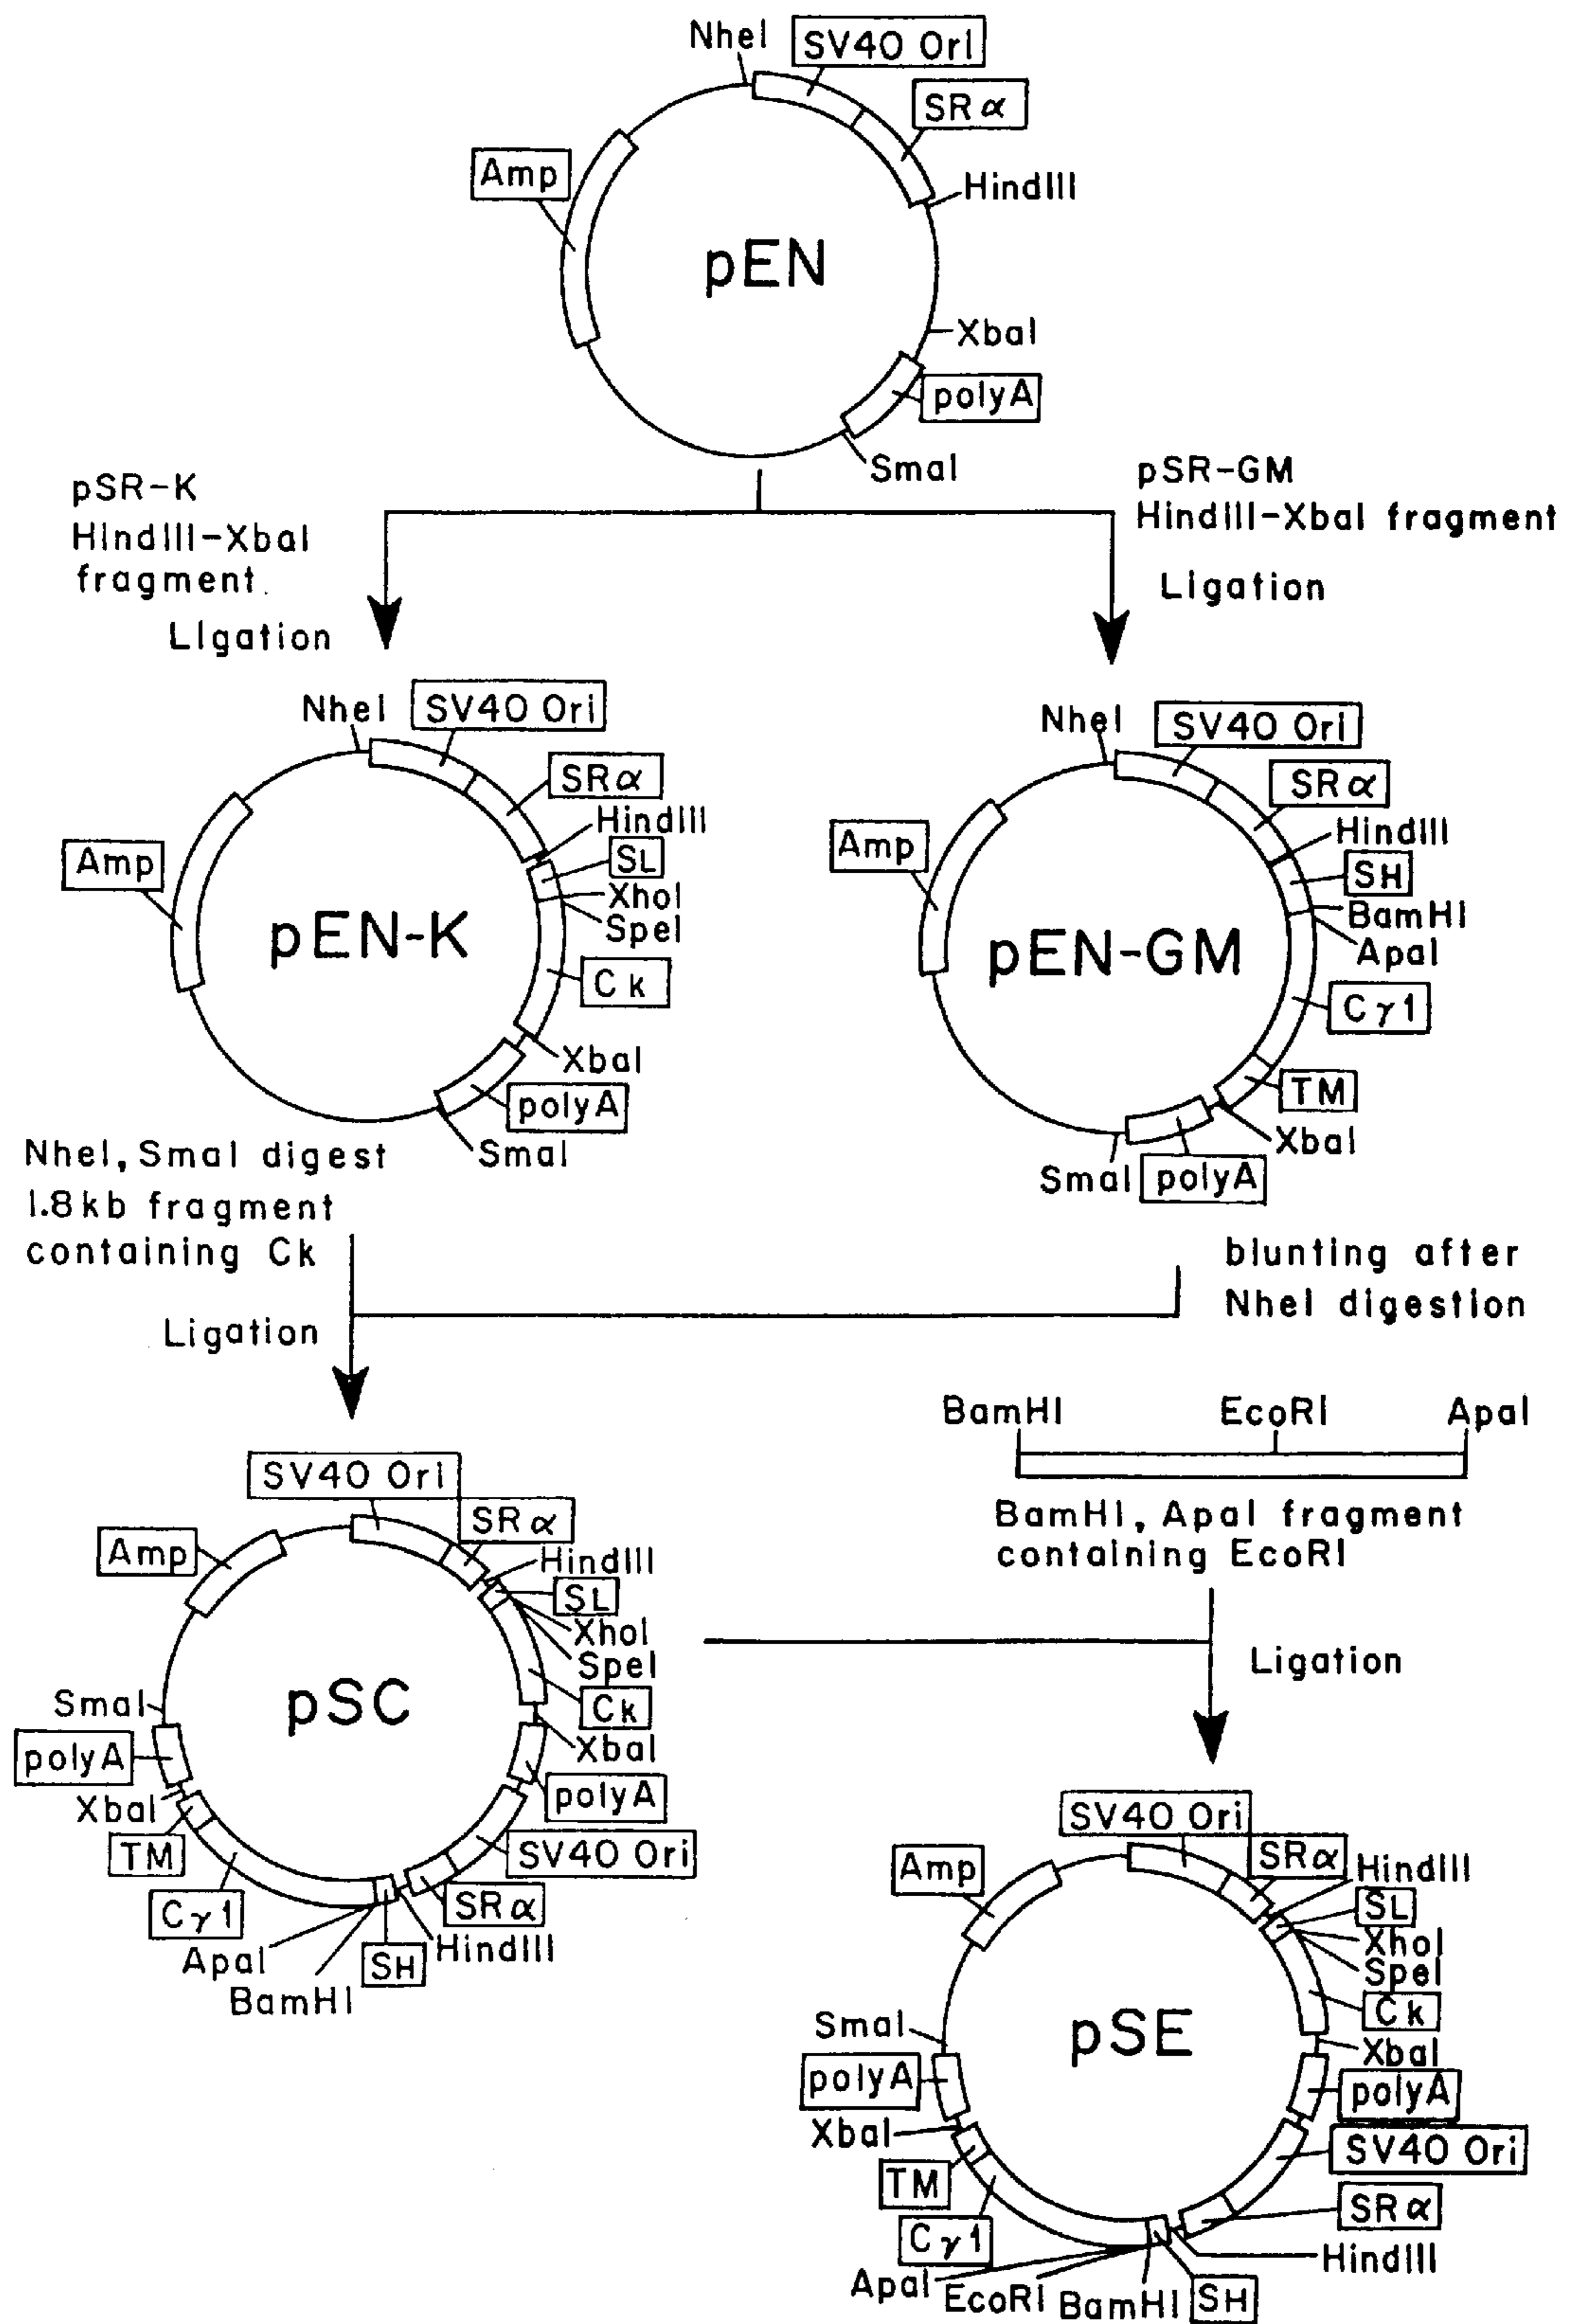 NheI
SV40 Ori
SRα
Amp
HindIII
pEN
XbaI
polyA
SmaI
pSR-K
HindIII-XbaI
fragment
Ligation
pSR-GM
HindIII-XbaI fragment
Ligation
NheI
SV40 Ori
SRα
HindIII
SL
Amp
XhoI
SpeI
pEN-K
Ck
XbaI
polyA
SmaI
NheI
SV40 Ori
SRα
HindIII
Amp
SH
BamHI
ApaI
pEN-GM
Cγ1
TM
XbaI
SmaI
polyA
NheI, SmaI digest
1.8kb fragment
containing Ck
Ligation
blunting after
NheI digestion
BamHI
EcoRI
ApaI
BamHI, ApaI fragment
containing EcoRI
Ligation
SV40 Ori
SRα
Amp
HindIII
SL
XhoI
SpeI
pSC
Ck
SmaI
XbaI
polyA
polyA
XbaI
TM
SV40 Ori
Cγ1
SRα
ApaI
HindIII
SH
BamHI
SV40 Ori
SRα
Amp
HindIII
SL
XhoI
SpeI
Ck
pSE
SmaI
XbaI
polyA
polyA
XbaI
SV40 Ori
TM
SRα
Cγ1
HindIII
ApaI
EcoRI
BamHI
SH